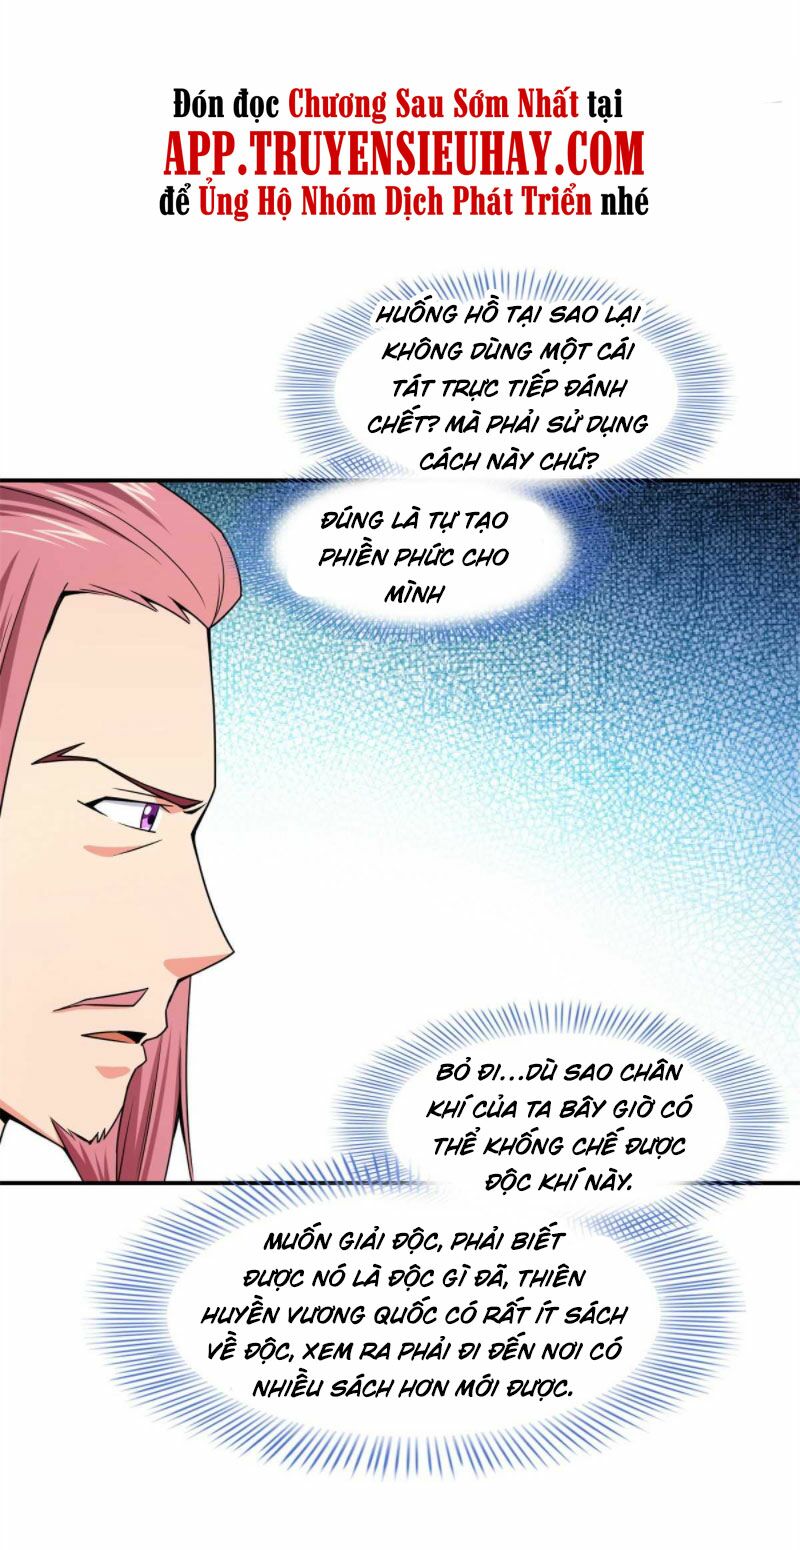 Đón đọc Chương Sau Sớm Nhất tại
APP.TRUYENSIEUHAY.COM
để Ủng Hộ Nhóm Dịch Phát Triển nhé
HUỐNG HỒ TẠI SAO LẠI
KHÔNG DÙNG MỘT CÁI
TÁT TRỰC TIẾP ĐÁNH
CHẾT? MÀ PHẢI SỬ DỤNG
CÁCH NÀY CHỨ?
ĐÚNG LÀ TỰ TẠO
PHIỀN PHỨC CHO
MÌNH
BỎ ĐI...DÙ SAO CHÂN
KHÍ CỦA TA BÂY GIỜ CÓ
THỂ KHỐNG CHẾ ĐƯỢC
ĐỘC KHÍ NÀY.
MUỐN GIẢI ĐỘC, PHẢI BIẾT
ĐƯỢC NÓ LÀ ĐỘC GÌ ĐÃ, THIÊN
HUYỀN VƯƠNG QUỐC CÓ RẤT ÍT SÁCH
VỀ ĐỘC, XEM RA PHẢI ĐI ĐẾN NƠI CÓ
NHIỀU SÁCH HƠN MỚI ĐƯỢC.